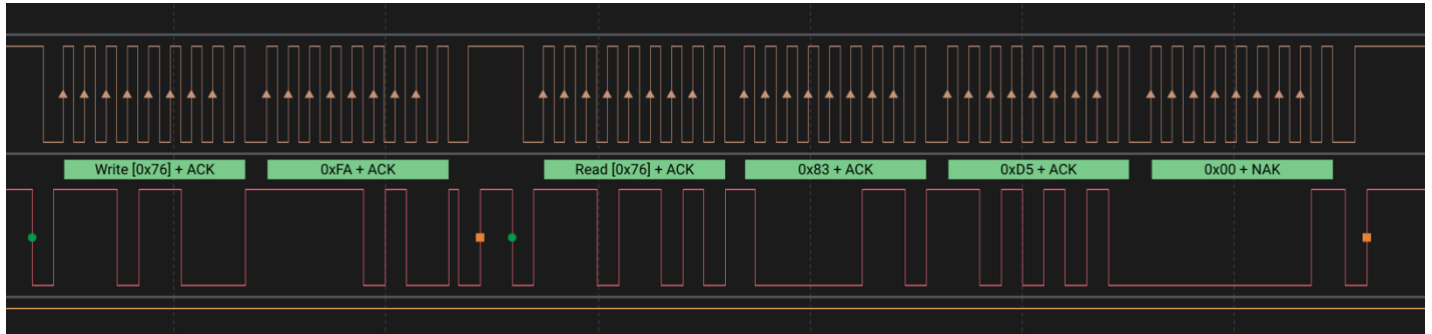 Write [0x76] + ACK
0xFA + ACK
Read [0x76] + ACK
0x83 + ACK
0xD5 + ACK
0x00 + NAK